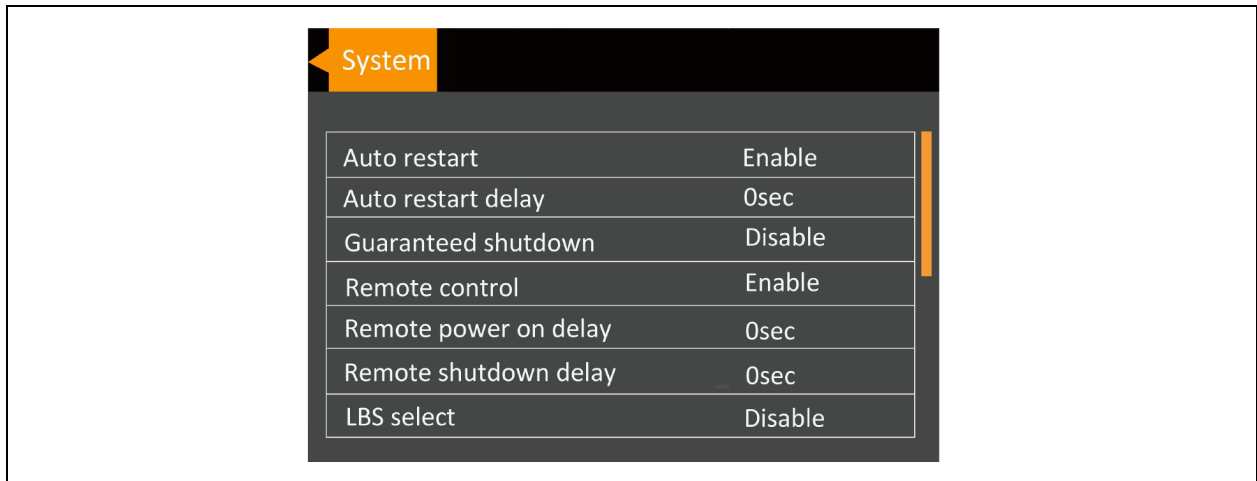 System
Auto restart Enable
Auto restart delay 0sec
Guaranteed shutdown Disable
Remote control Enable
Remote power on delay 0sec
Remote shutdown delay 0sec
LBS select Disable